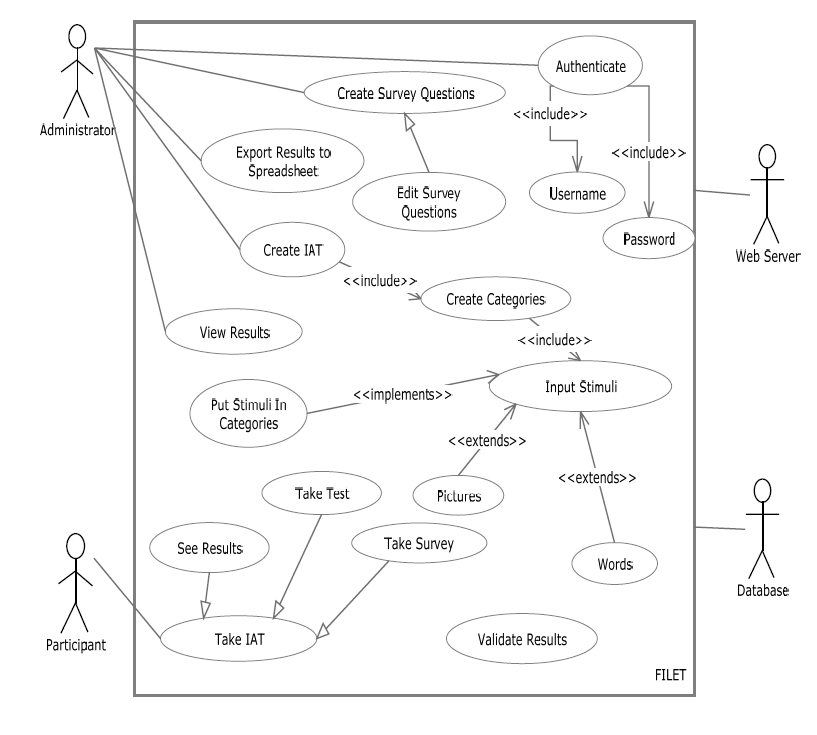 Authenticate
Create Survey Questions
<<include>>
Administrator
Export Results to
Spreadsheet
<<include>>
Edit Survey
Questions
Username
Password
Web Server
Create IAT
<<include>>
Create Categories
View Results
<<include>>
Input Stimuli
<<implements>>
Put Stimuli In
Categories
<<extends>>
<<extends>>
Take Test
Pictures
Take Survey
See Results
Words
Database
Participant
Take IAT
Validate Results
FILET